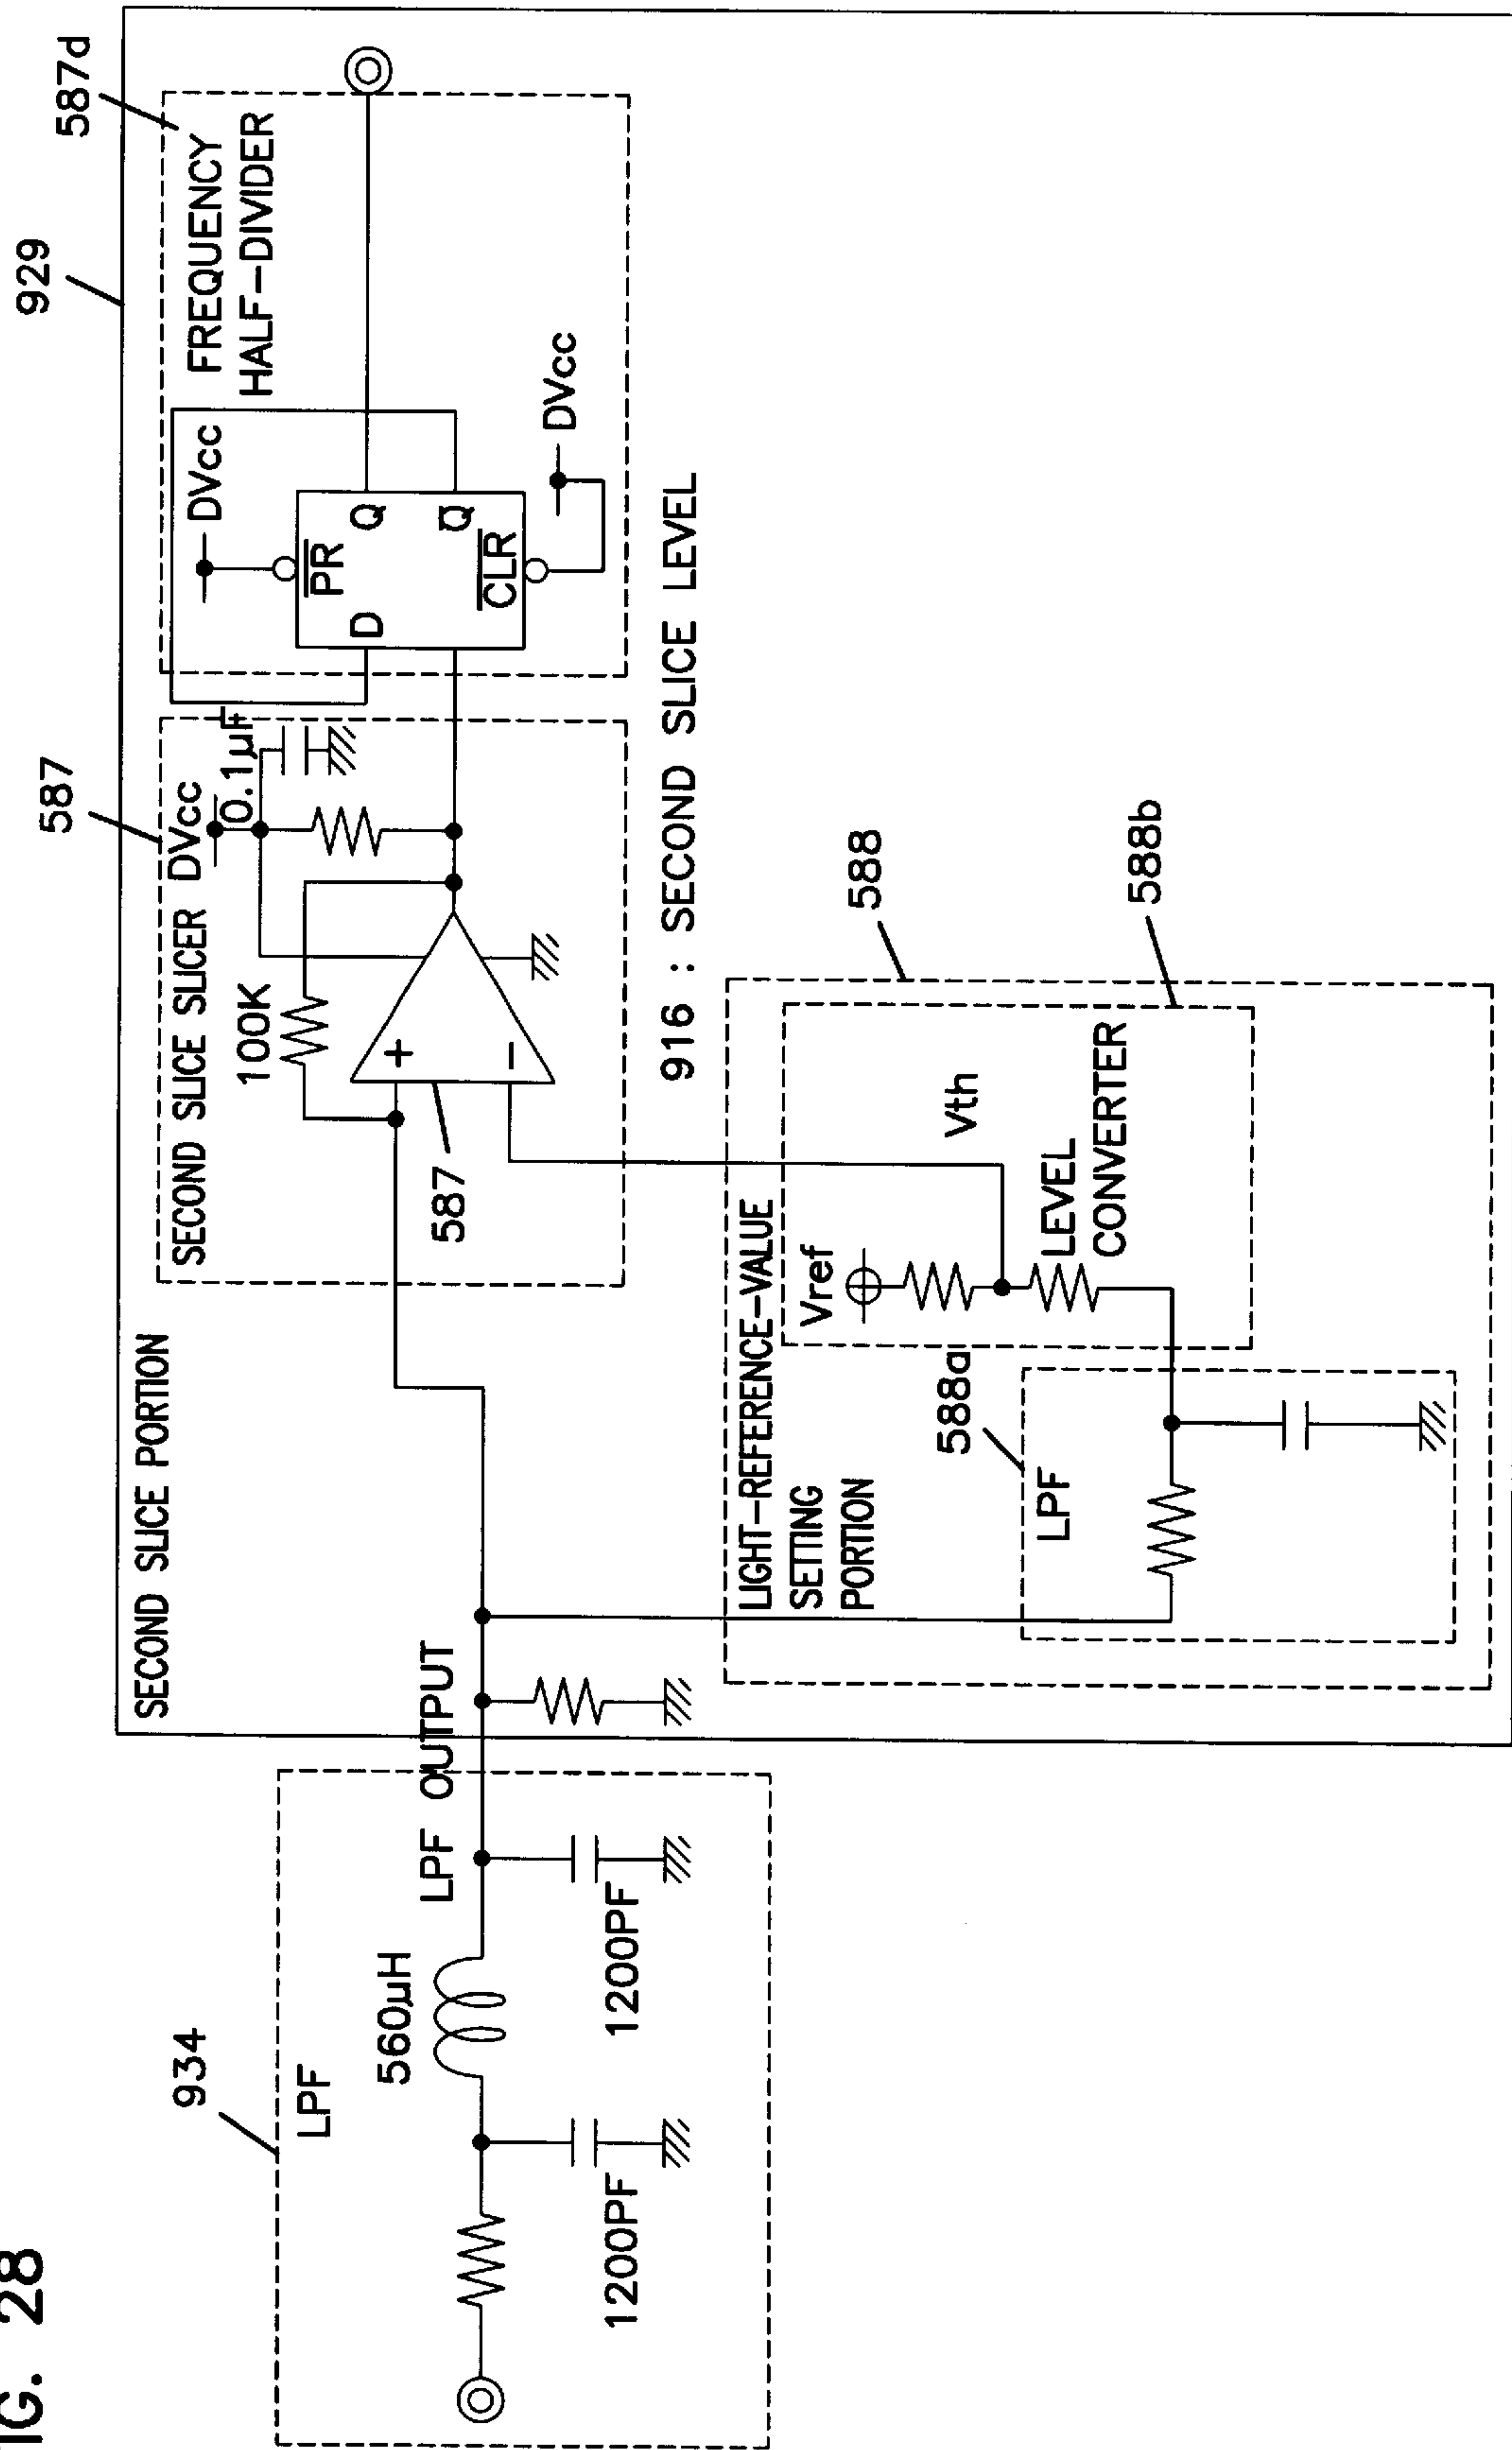 IG. 28
934
LPF
560μH
1200PF
1200PF
LPF OUTPUT
929
SECOND SLICE PORTION
587
SECOND SLICE SLICER
DVcc
0.1μF
100K
+
−
587
587d
FREQUENCY
HALF-DIVIDER
DVcc
PR
D
Q
Q
CLR
DVcc
916 : SECOND SLICE LEVEL
588
LIGHT-REFERENCE-VALUE
SETTING
PORTION
588a
LPF
588b
Vref
Vth
LEVEL
CONVERTER